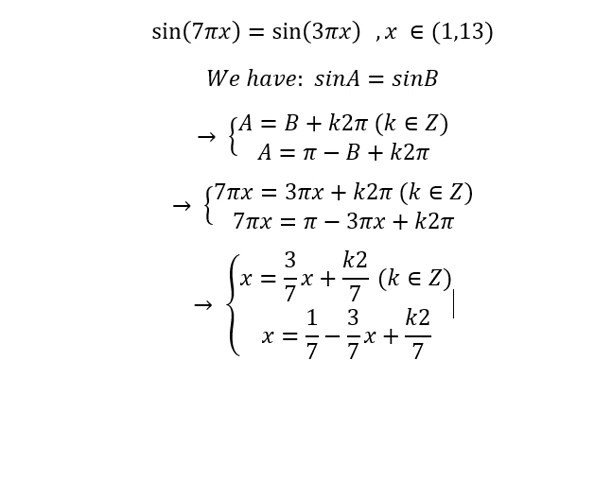 sin(7πx) = sin(3πx) , x ∈ (1,13)
We have: sinA = sinB
→ {A = B + k2π (k ∈ Z)
A = π − B + k2π
→ {7πx = 3πx + k2π (k ∈ Z)
7πx = π − 3πx + k2π
→ {x = 3/7 x + k2/7 (k ∈ Z)
x = 1/7 − 3/7 x + k2/7